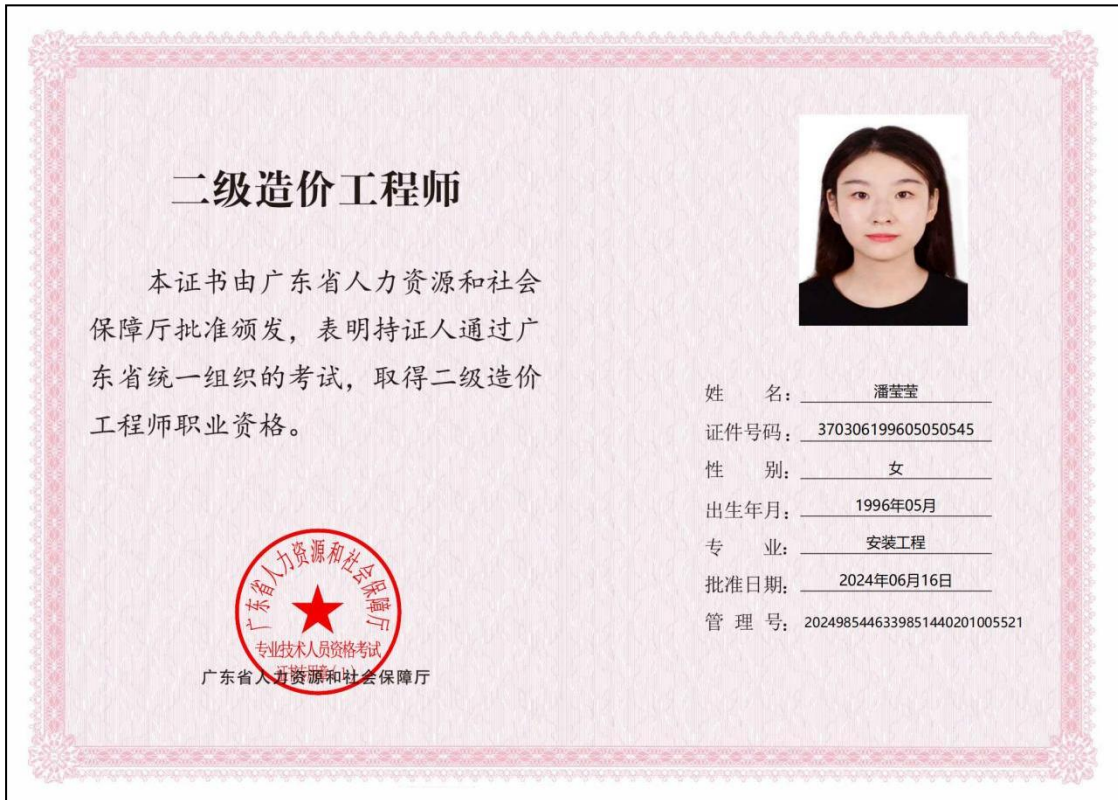 二级造价工程师
本证书由广东省人力资源和社会
保障厅批准颁发，表明持证人通过广
东省统一组织的考试，取得二级造价
工程师职业资格。
广东省人力资源和社会保障厅
专业技术人员资格考试
广东省人力资源和社会保障厅
姓 名：潘莹莹
证件号码：370306199605050545
性 别：女
出生年月：1996年05月
专 业：安装工程
批准日期：2024年06月16日
管 理 号：2024985446339851440201005521